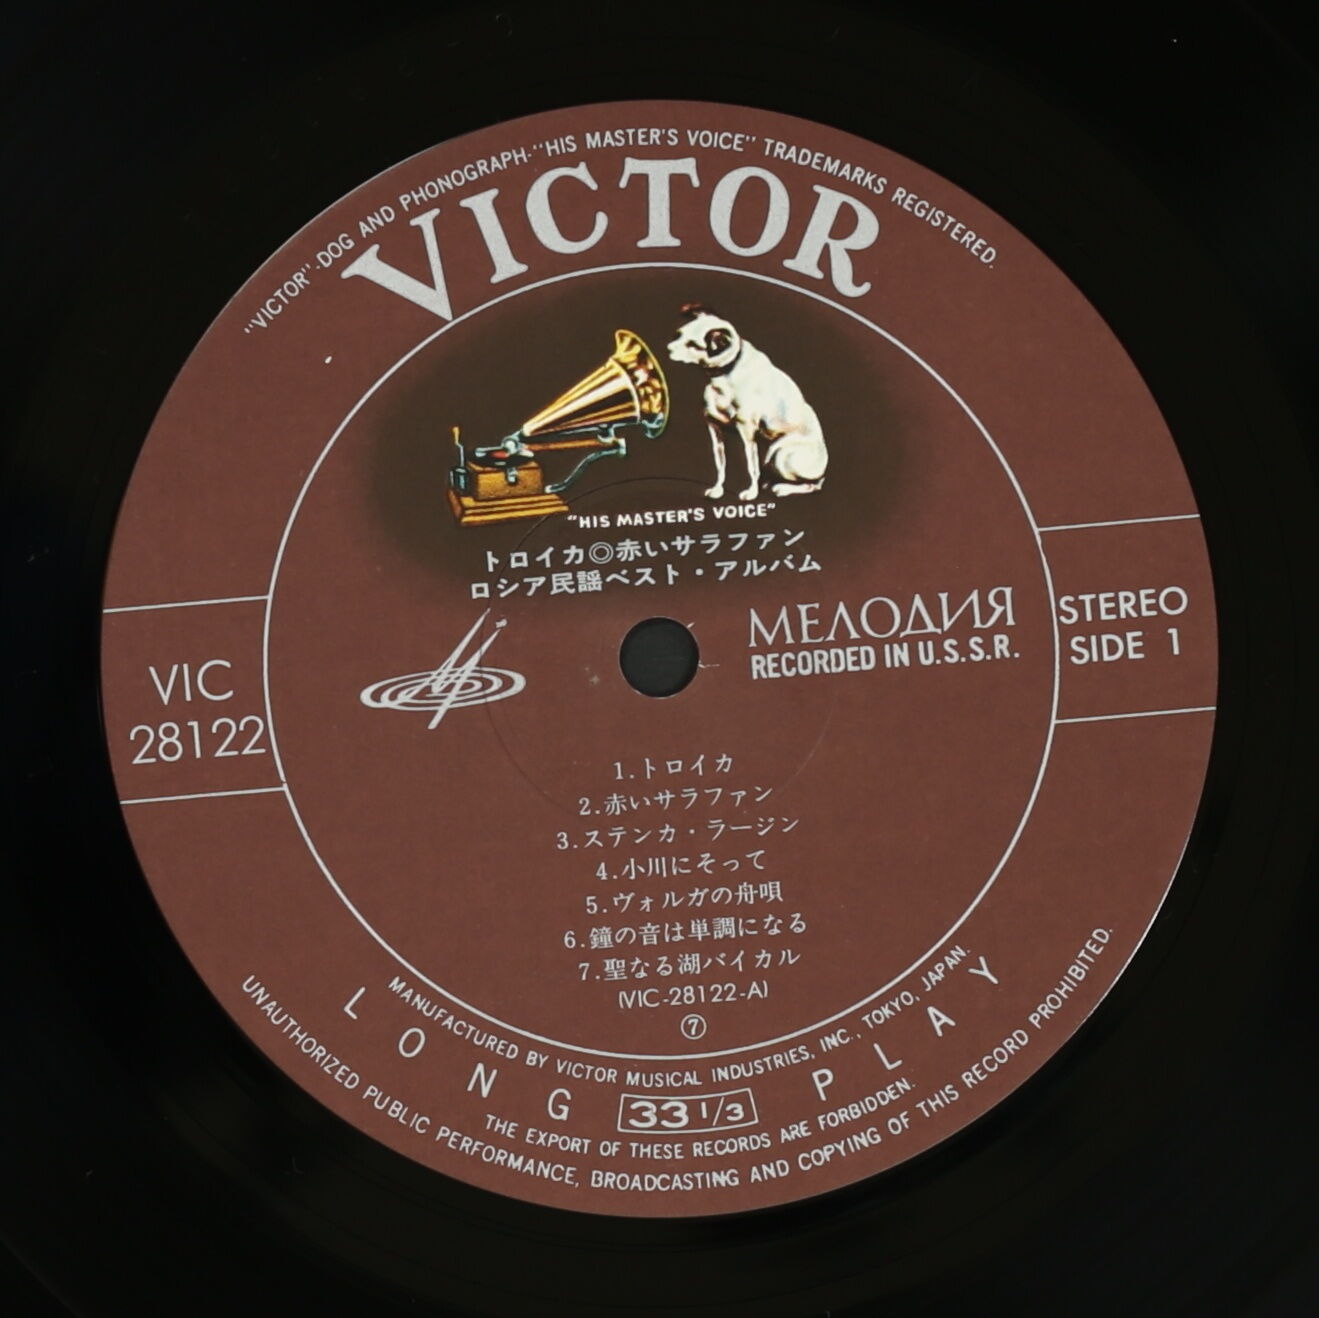 "VICTOR"-DOG AND PHONOGRAPH-"HIS MASTER'S VOICE" TRADEMARKS REGISTERED.
VICTOR
"HIS MASTER'S VOICE"
トロイカ◎赤いサラファン
ロシア民謡ベスト・アルバム
МЕЛОДИЯ
RECORDED IN U.S.S.R.
STEREO
SIDE 1
VIC
28122
1.トロイカ
2.赤いサラファン
3.ステンカ・ラージン
4.小川にそって
5.ヴォルガの舟唄
6.鐘の音は単調になる
7.聖なる湖バイカル
(VIC-28122-A)
⑦
MANUFACTURED BY VICTOR MUSICAL INDUSTRIES, INC., TOKYO, JAPAN.
LONG 33 1/3 PLAY
THE EXPORT OF THESE RECORDS ARE FORBIDDEN.
UNAUTHORIZED PUBLIC PERFORMANCE, BROADCASTING AND COPYING OF THIS RECORD PROHIBITED.